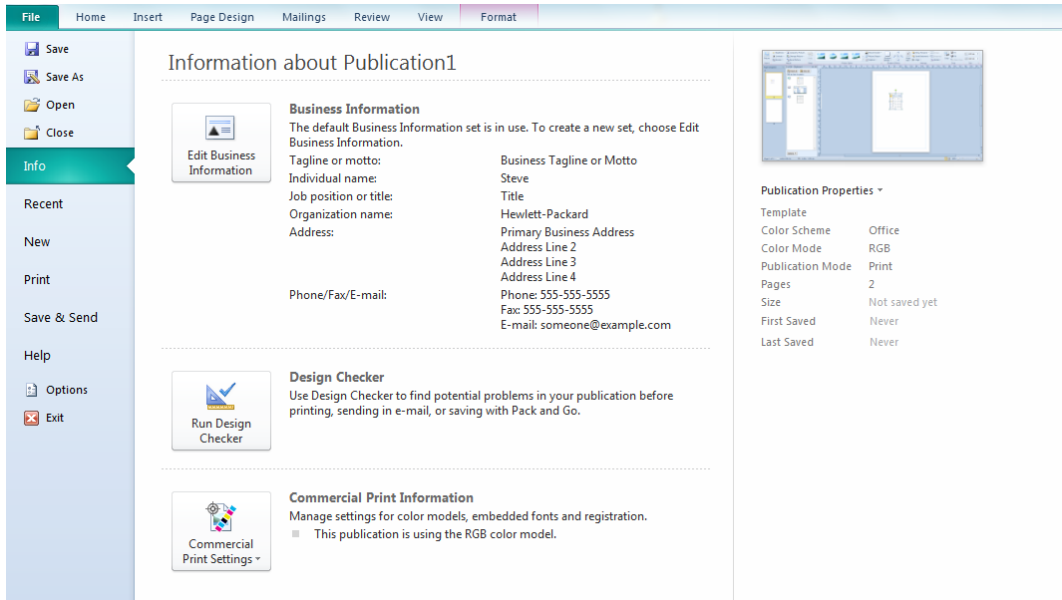 File Home Insert Page Design Mailings Review View Format
Save
Save As
Open
Close
Info
Recent
New
Print
Save & Send
Help
Options
Exit
Information about Publication1
Edit Business
Information
Business Information
The default Business Information set is in use. To create a new set, choose Edit
Business Information.
Tagline or motto: Business Tagline or Motto
Individual name: Steve
Job position or title: Title
Organization name: Hewlett-Packard
Address: Primary Business Address
Address Line 2
Address Line 3
Address Line 4
Phone/Fax/E-mail: Phone: 555-555-5555
Fax: 555-555-5555
E-mail: someone@example.com
Run Design
Checker
Design Checker
Use Design Checker to find potential problems in your publication before
printing, sending in e-mail, or saving with Pack and Go.
Commercial
Print Settings
Commercial Print Information
Manage settings for color models, embedded fonts and registration.
This publication is using the RGB color model.
Publication Properties
Template
Color Scheme Office
Color Mode RGB
Publication Mode Print
Pages 2
Size Not saved yet
First Saved Never
Last Saved Never